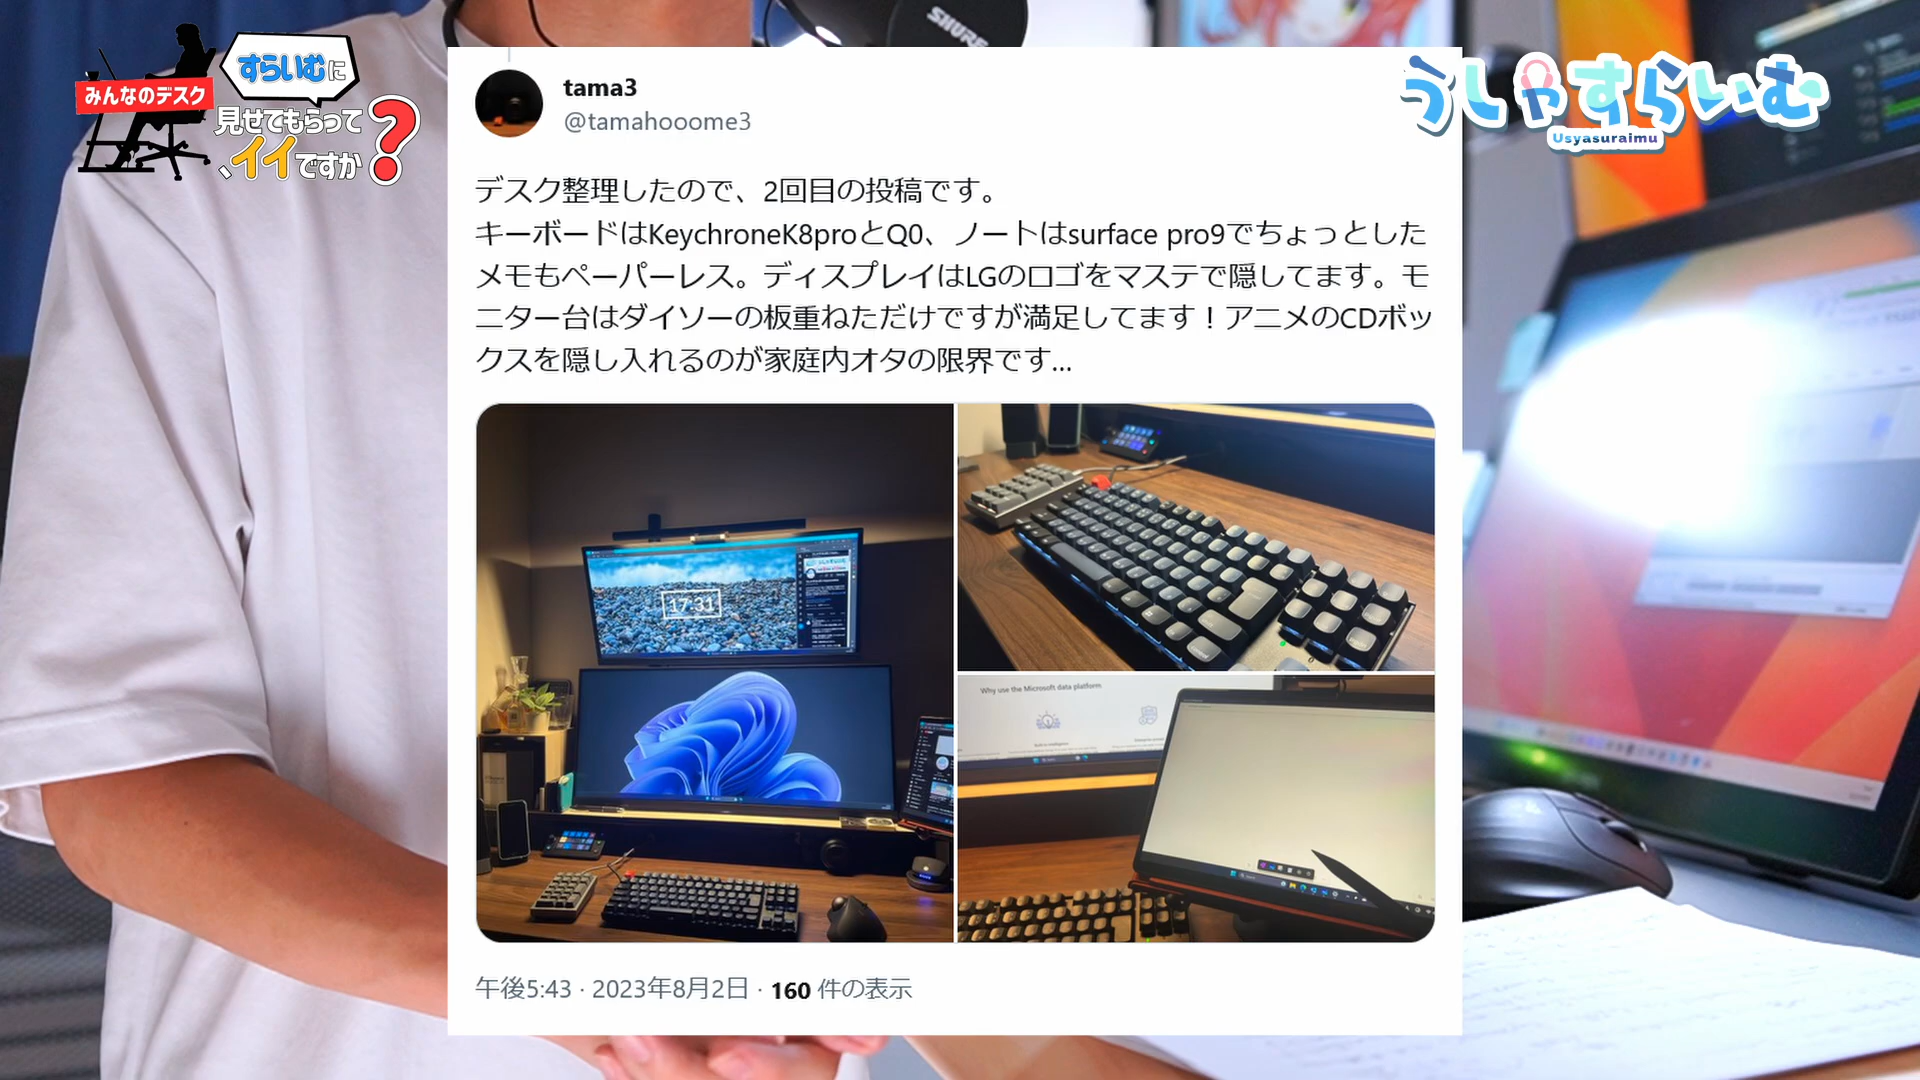 SHURE
みんなのデスク
すらいむに
見せてもらって
、イイですか?
うしゃすらいむ
Usyasuraimu
tama3
@tamahooome3
デスク整理したので、2回目の投稿です。
キーボードはKeychroneK8proとQ0、ノートはsurface pro9でちょっとした
メモもペーパーレス。ディスプレイはLGのロゴをマステで隠してます。モ
ニター台はダイソーの板重ねただけですが満足してます！アニメのCDボッ
クスを隠し入れるのが家庭内オタの限界です...
17:31
Why use the Microsoft data platform
午後5:43 · 2023年8月2日 · 160 件の表示